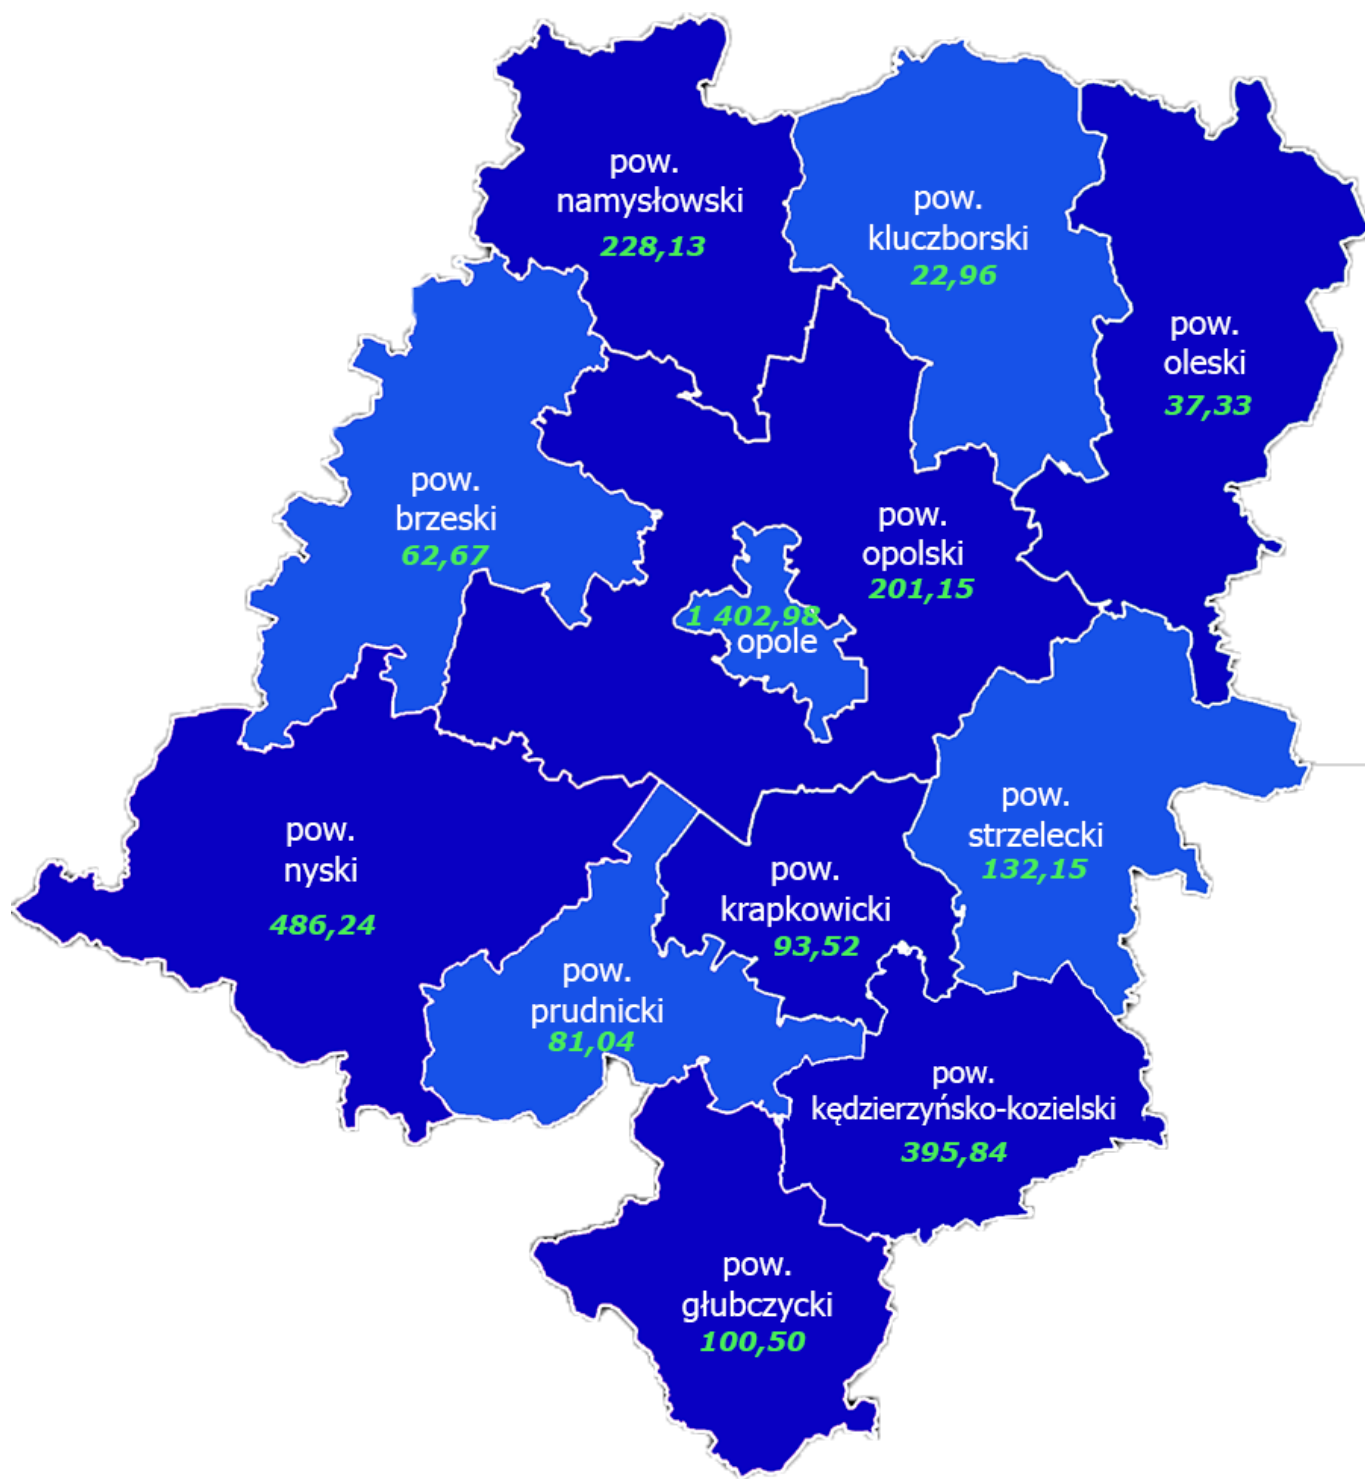 pow.
namysłowski
228,13
pow.
kluczborski
22,96
pow.
oleski
37,33
pow.
brzeski
62,67
pow.
opolski
201,15
1 402,98
opole
pow.
strzelecki
132,15
pow.
nyski
486,24
pow.
krapkowicki
93,52
pow.
prudnicki
81,04
pow.
kędzierzyńsko-kozielski
395,84
pow.
głubczycki
100,50